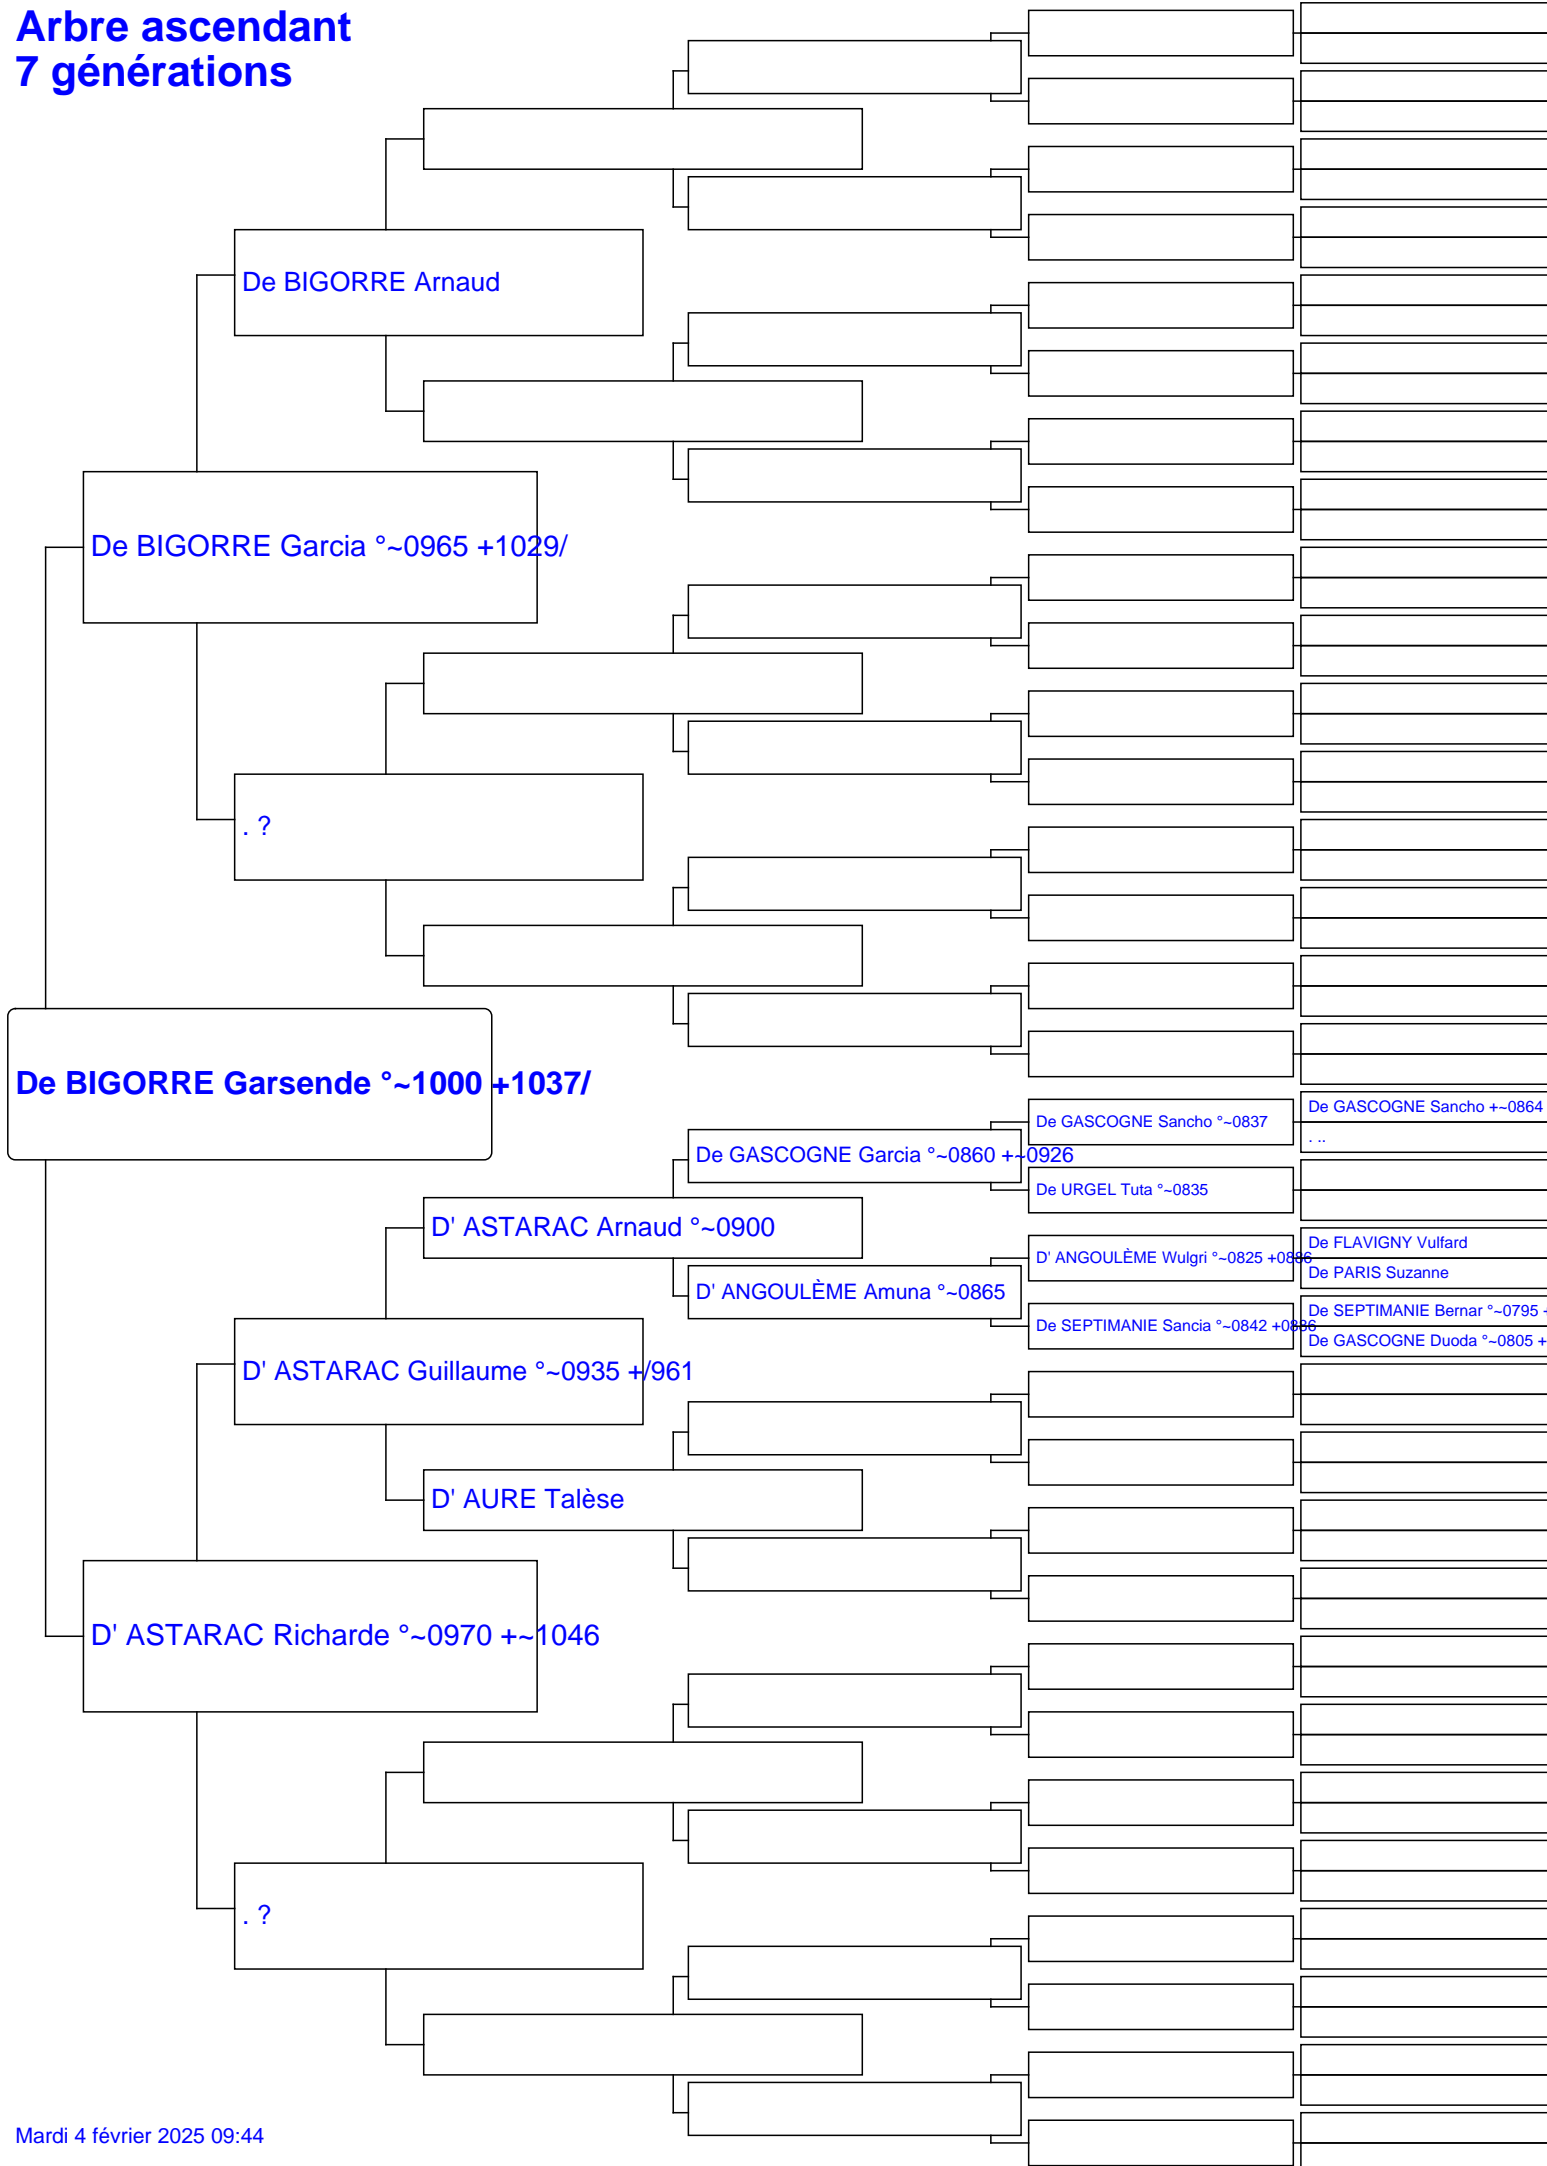 Arbre ascendant
7 générations
De BIGORRE Arnaud
De BIGORRE Garcia °~0965 +1029/
. ?
De BIGORRE Garsende °~1000 +1037/
De GASCOGNE Sancho °~0837
De GASCOGNE Sancho +~0864
. ..
De GASCOGNE Garcia °~0860 +~0926
De URGEL Tuta °~0835
D' ASTARAC Arnaud °~0900
D' ANGOULÈME Wulgri °~0825 +0886
De FLAVIGNY Vulfard
De PARIS Suzanne
D' ANGOULÈME Amuna °~0865
De SEPTIMANIE Sancia °~0842 +0886
De SEPTIMANIE Bernar °~0795 +
De GASCOGNE Duoda °~0805 +
D' ASTARAC Guillaume °~0935 +/961
D' AURE Talèse
D' ASTARAC Richarde °~0970 +~1046
. ?
Mardi 4 février 2025 09:44